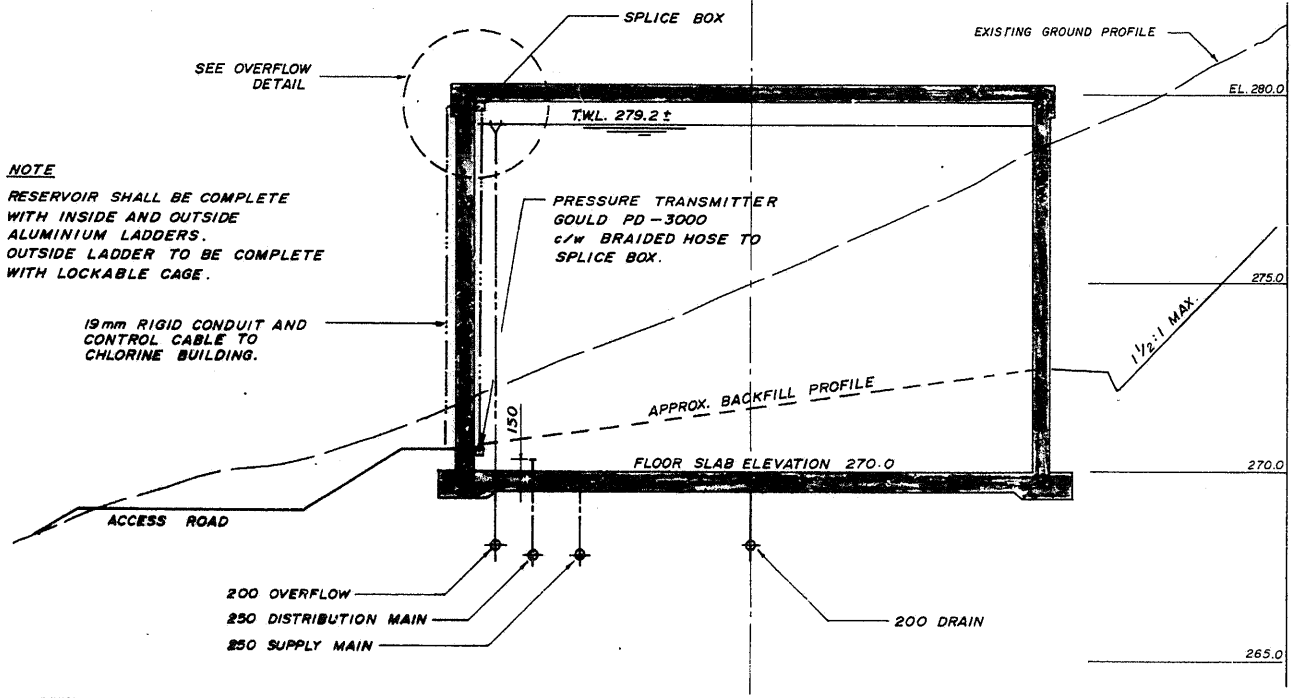 SPLICE BOX
EXISTING GROUND PROFILE
SEE OVERFLOW
DETAIL
EL. 280.0
T.W.L. 279.2 ±
NOTE
RESERVOIR SHALL BE COMPLETE
WITH INSIDE AND OUTSIDE
ALUMINIUM LADDERS.
OUTSIDE LADDER TO BE COMPLETE
WITH LOCKABLE CAGE.
PRESSURE TRANSMITTER
GOULD PD-3000
c/w BRAIDED HOSE TO
SPLICE BOX.
275.0
19mm RIGID CONDUIT AND
CONTROL CABLE TO
CHLORINE BUILDING.
1 1/2:1 MAX.
APPROX. BACKFILL PROFILE
150
FLOOR SLAB ELEVATION 270.0
270.0
ACCESS ROAD
200 OVERFLOW
250 DISTRIBUTION MAIN
250 SUPPLY MAIN
200 DRAIN
265.0